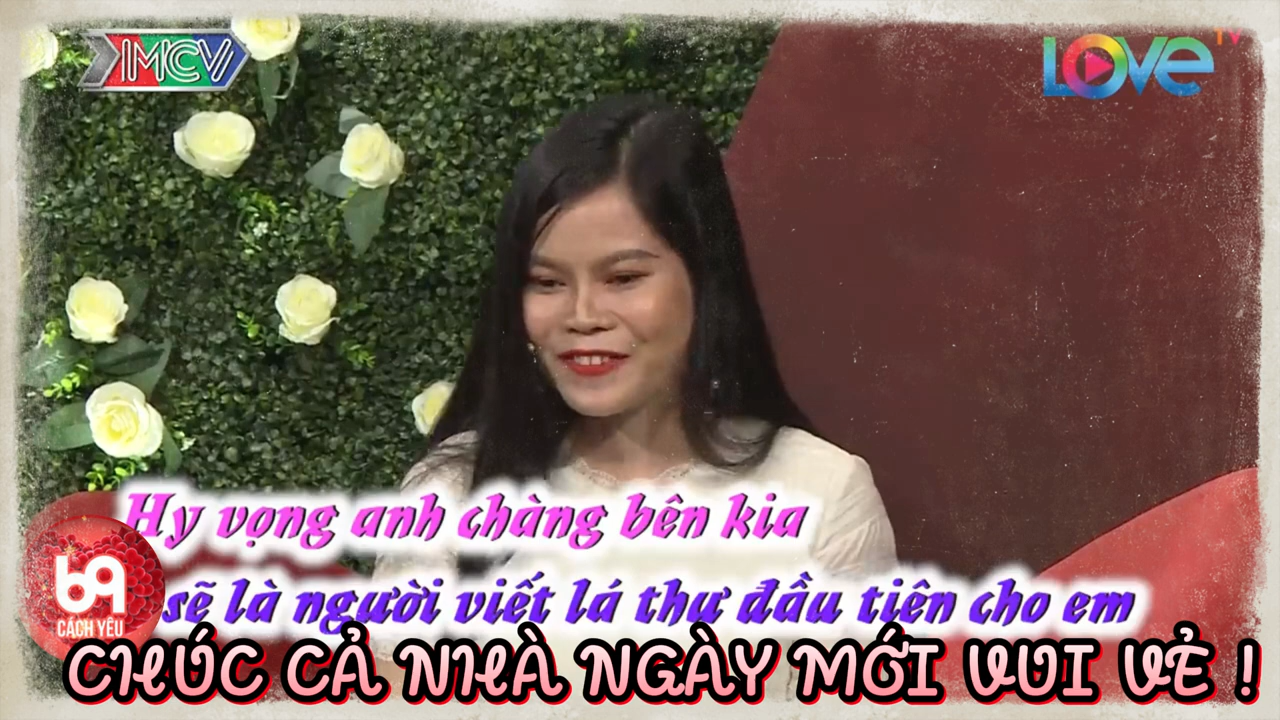 MCV
LOVE TV
Hy vọng anh chàng bên kia
sẽ là người viết lá thư đầu tiên cho em
69
CÁCH YÊU
CHÚC CẢ NHÀ NGÀY MỚI VUI VẺ !